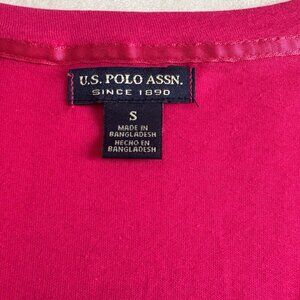 U.S. POLO ASSN.
SINCE 1890
S
MADE IN
BANGLADESH
HECHO EN
BANGLADESH